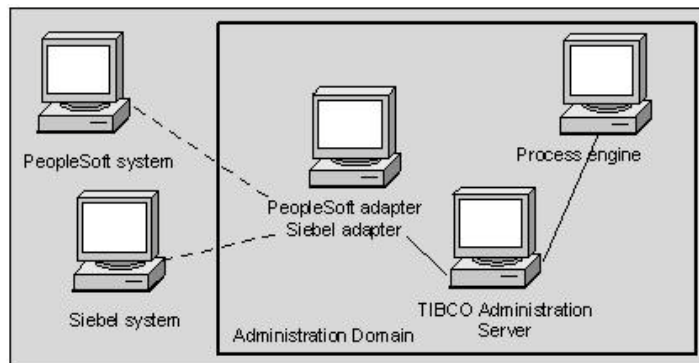 PeopleSoft system
Process engine
PeopleSoft adapter
Siebel adapter
Siebel system
TIBCO Administration
Server
Administration Domain